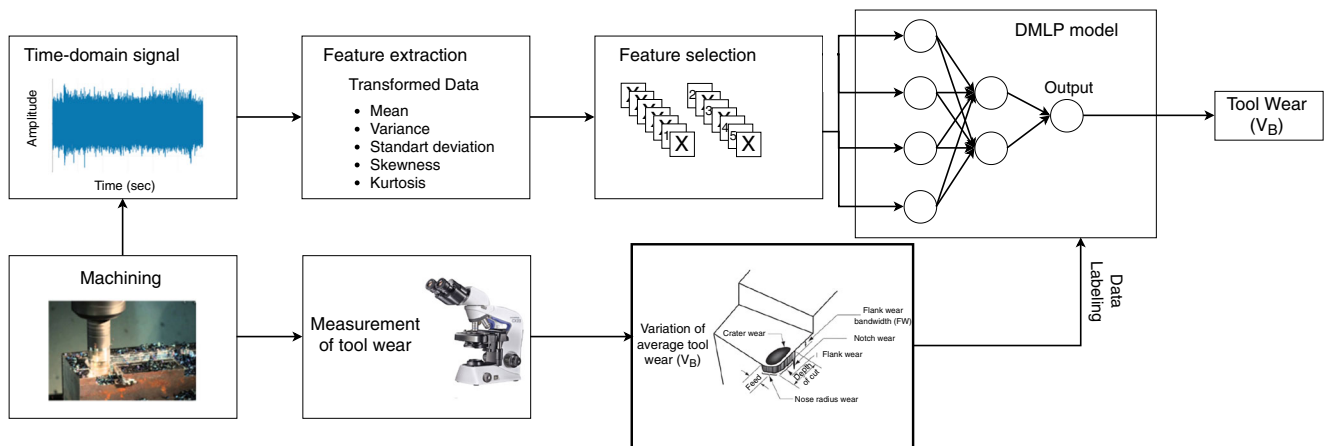 Time-domain signal
Amplitude
Time (sec)
Feature extraction
Transformed Data
• Mean
• Variance
• Standart deviation
• Skewness
• Kurtosis
Feature selection
X
1
X
2
3
4
5
X
DMLP model
Output
Tool Wear
(VB)
Machining
Measurement
of tool wear
Variation of
average tool
wear (VB)
Crater wear
Flank wear
bandwidth (FW)
Notch wear
Flank wear
Depth
of cut
Feed
Nose radius wear
Data
Labeling